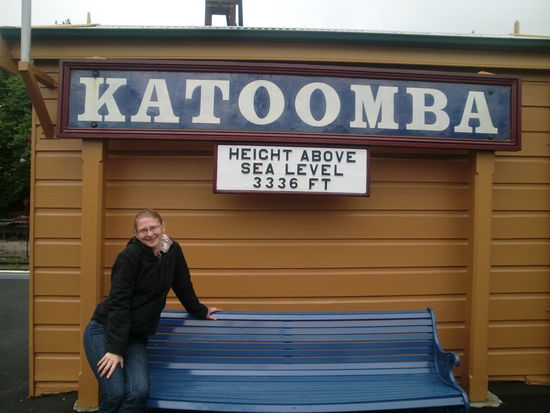 KATOOMBA
HEIGHT ABOVE
SEA LEVEL
3336 FT